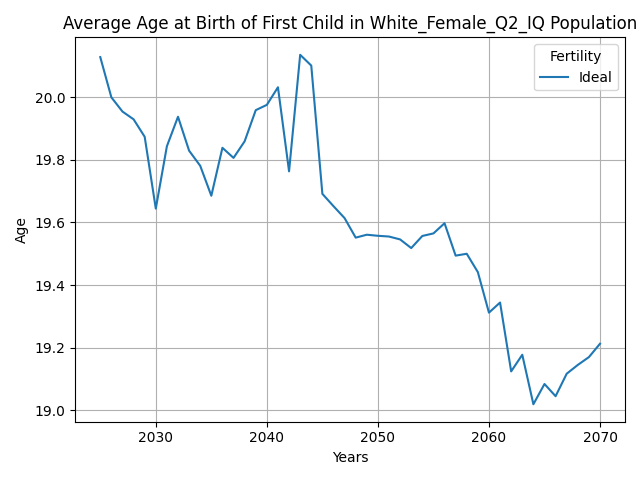 Average Age at Birth of First Child in White_Female_Q2_IQ Population
Fertility
Ideal
Age
20.0
19.8
19.6
19.4
19.2
19.0
2030
2040
2050
2060
2070
Years